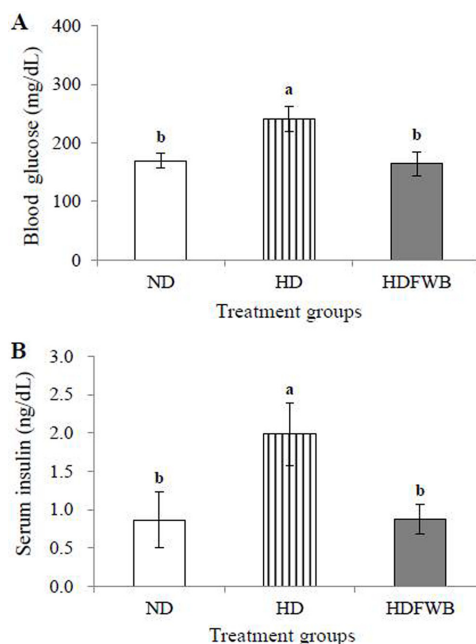 A
Blood glucose (mg/dL)
400
300
200
100
0
b
a
b
ND
HD
HDFWB
Treatment groups
B
Serum insulin (ng/dL)
3.0
2.5
2.0
1.5
1.0
0.5
0.0
b
a
b
ND
HD
HDFWB
Treatment groups